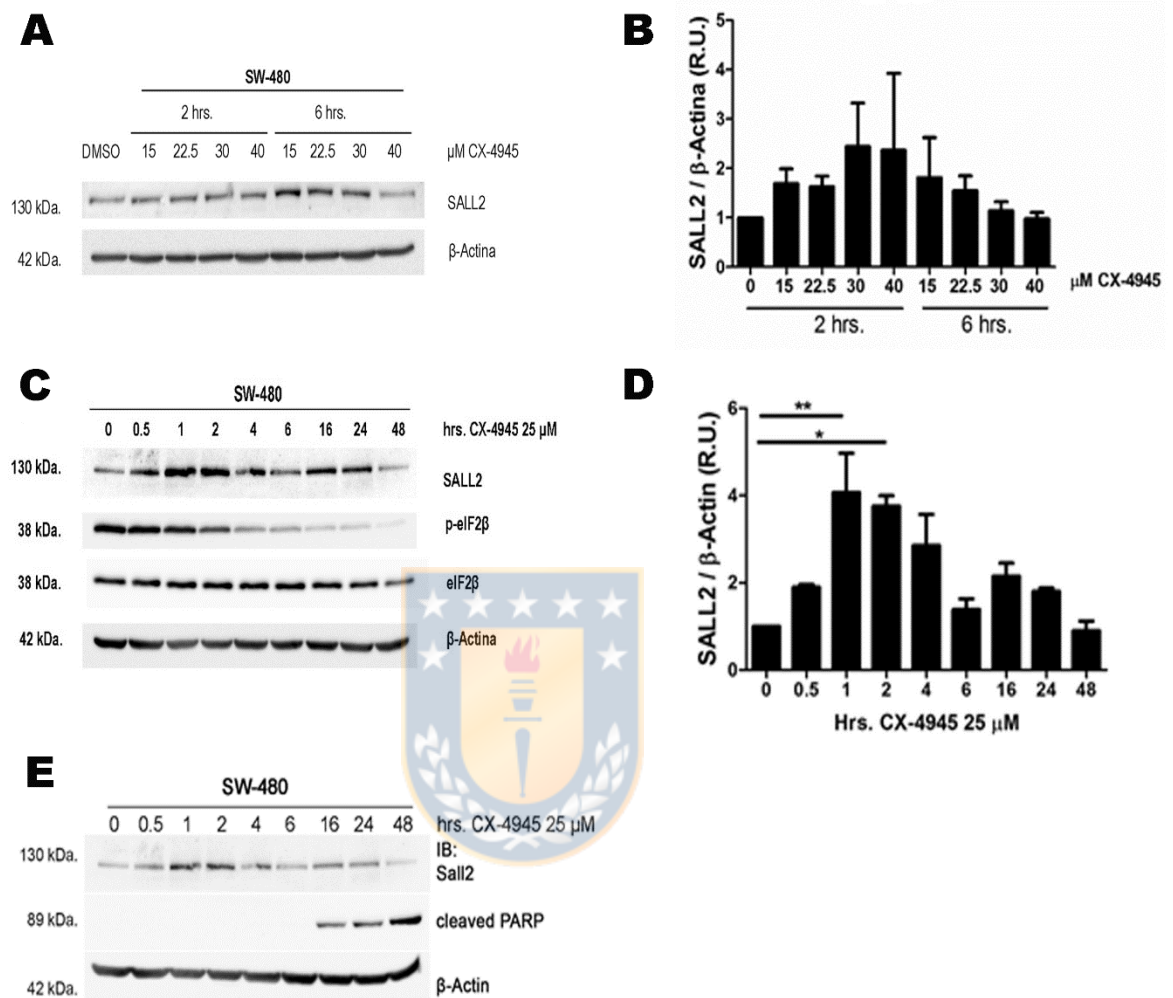 A
SW-480
2 hrs. 6 hrs.
DMSO 15 22.5 30 40 15 22.5 30 40 µM CX-4945
130 kDa. SALL2
42 kDa. β-Actina
B
SALL2 / β-Actina (R.U.)
5
4
3
2
1
0
0 15 22.5 30 40 15 22.5 30 40 µM CX-4945
2 hrs. 6 hrs.
C
SW-480
0 0.5 1 2 4 6 16 24 48 hrs. CX-4945 25 µM
130 kDa. SALL2
38 kDa. p-eIF2β
38 kDa. eIF2β
42 kDa. β-Actina
D
SALL2 / β-Actin (R.U.)
6
4
2
0
**
*
0 0.5 1 2 4 6 16 24 48
Hrs. CX-4945 25 µM
E
SW-480
0 0.5 1 2 4 6 16 24 48 hrs. CX-4945 25 µM
130 kDa. IB:
Sall2
89 kDa. cleaved PARP
42 kDa. β-Actin